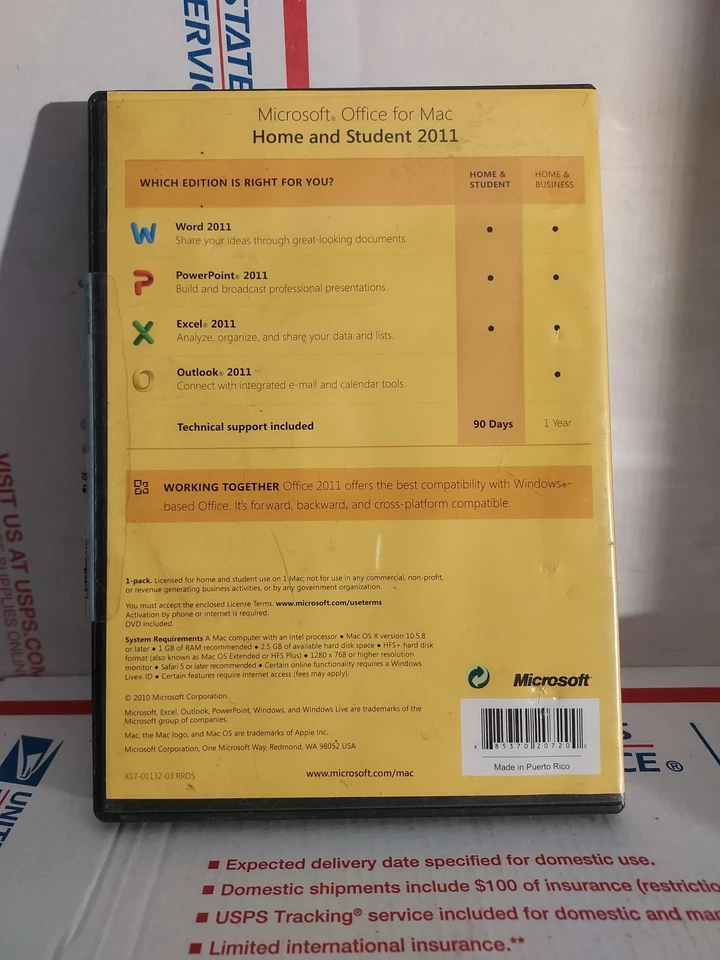 STATE
SERVI
Microsoft® Office for Mac
Home and Student 2011
WHICH EDITION IS RIGHT FOR YOU?
HOME & STUDENT
HOME & BUSINESS
Word 2011
Share your ideas through great-looking documents.
PowerPoint® 2011
Build and broadcast professional presentations.
Excel® 2011
Analyze, organize, and share your data and lists.
Outlook® 2011
Connect with integrated e-mail and calendar tools.
Technical support included 90 Days 1 Year
WORKING TOGETHER Office 2011 offers the best compatibility with Windows®-
based Office. It's forward, backward, and cross-platform compatible.
1-pack. Licensed for home and student use on 1 Mac; not for use in any commercial, non-profit,
or revenue generating business activities, or by any government organization.
You must accept the enclosed License Terms. www.microsoft.com/useterms
Activation by phone or internet is required.
DVD included.
System Requirements A Mac computer with an intel processor • Mac OS X version 10.5.8
or later • 1 GB of RAM recommended • 2.5 GB of available hard disk space • HFS+ hard disk
format (also known as Mac OS Extended or HFS Plus) • 1280 x 768 or higher resolution
monitor • Safari 5 or later recommended • Certain online functionality requires a Windows
Live® ID • Certain features require Internet access (fees may apply).
© 2010 Microsoft Corporation.
Microsoft, Excel, Outlook, PowerPoint, Windows, and Windows Live are trademarks of the
Microsoft group of companies.
Mac, the Mac logo, and Mac OS are trademarks of Apple Inc.
Microsoft Corporation, One Microsoft Way, Redmond, WA 98052 USA
X17-01132-03 RRDS
www.microsoft.com/mac
Microsoft®
85370 20720
Made in Puerto Rico
VISIT US AT USPS.COM
SUPPLIES ONLIN
UNITE
CE ®
■ Expected delivery date specified for domestic use.
■ Domestic shipments include $100 of insurance (restrictio
■ USPS Tracking® service included for domestic and ma
■ Limited international insurance.**